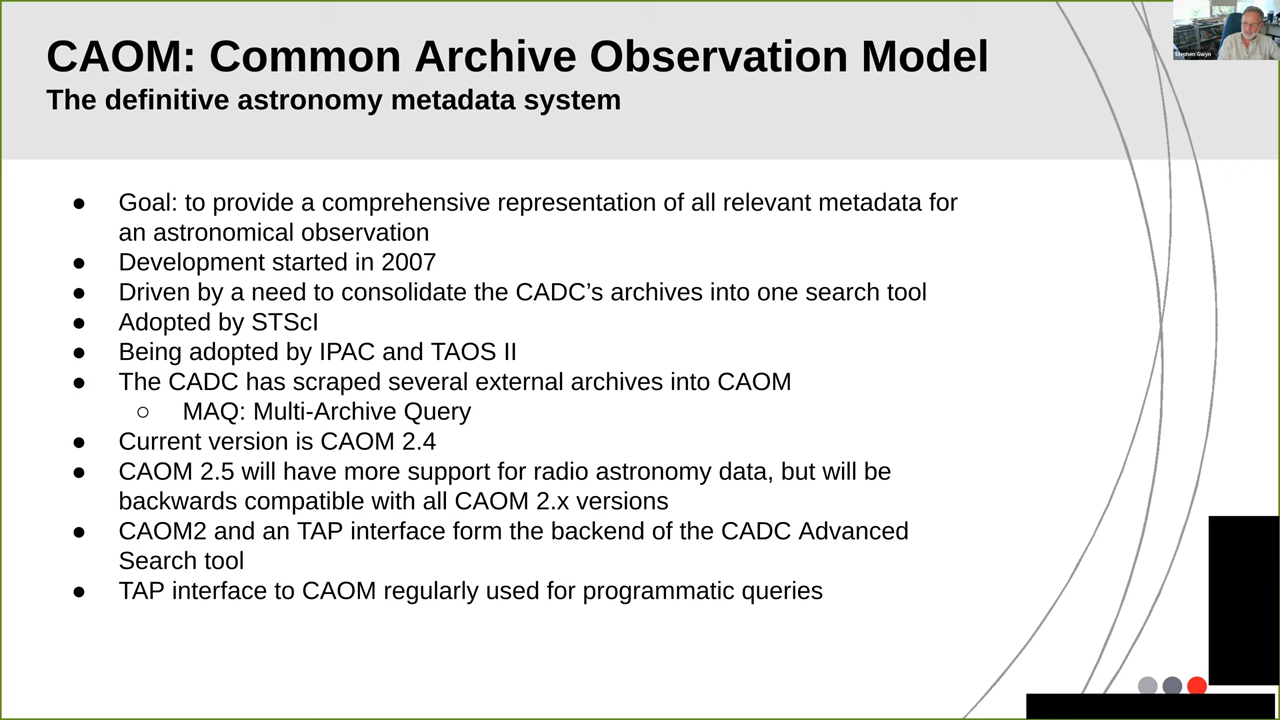 CAOM: Common Archive Observation Model
The definitive astronomy metadata system
Stephen Gwyn
● Goal: to provide a comprehensive representation of all relevant metadata for
an astronomical observation
● Development started in 2007
● Driven by a need to consolidate the CADC’s archives into one search tool
● Adopted by STScI
● Being adopted by IPAC and TAOS II
● The CADC has scraped several external archives into CAOM
○ MAQ: Multi-Archive Query
● Current version is CAOM 2.4
● CAOM 2.5 will have more support for radio astronomy data, but will be
backwards compatible with all CAOM 2.x versions
● CAOM2 and an TAP interface form the backend of the CADC Advanced
Search tool
● TAP interface to CAOM regularly used for programmatic queries